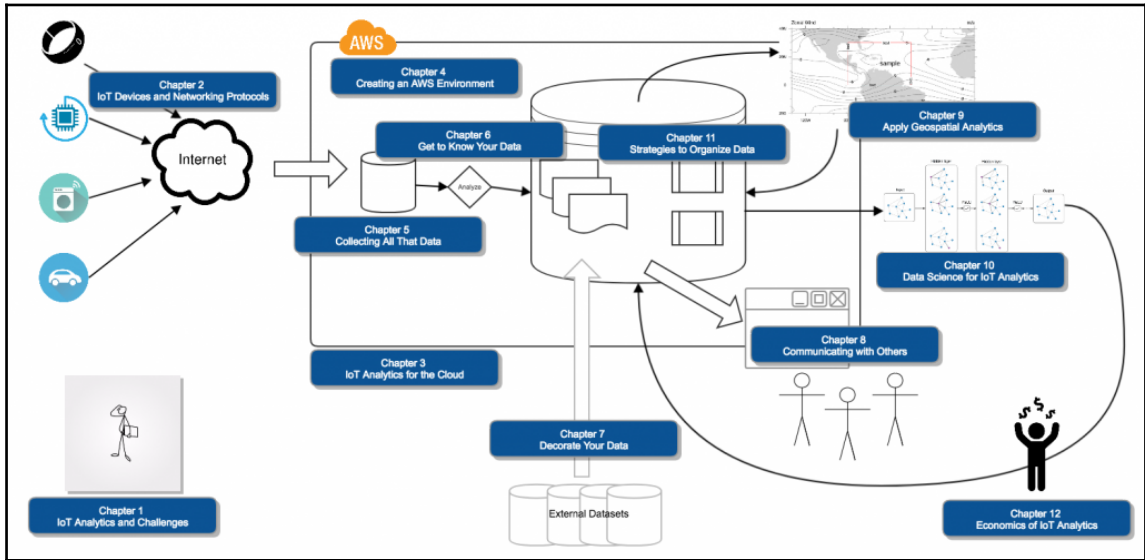 AWS
Chapter 2
IoT Devices and Networking Protocols
Internet
Chapter 4
Creating an AWS Environment
Chapter 6
Get to Know Your Data
Analyze
Chapter 5
Collecting All That Data
Chapter 11
Strategies to Organize Data
Zonal Wind
m/s
sample
Chapter 9
Apply Geospatial Analytics
Chapter 10
Data Science for IoT Analytics
Chapter 3
IoT Analytics for the Cloud
Chapter 8
Communicating with Others
Chapter 7
Decorate Your Data
External Datasets
Chapter 1
IoT Analytics and Challenges
Chapter 12
Economics of IoT Analytics